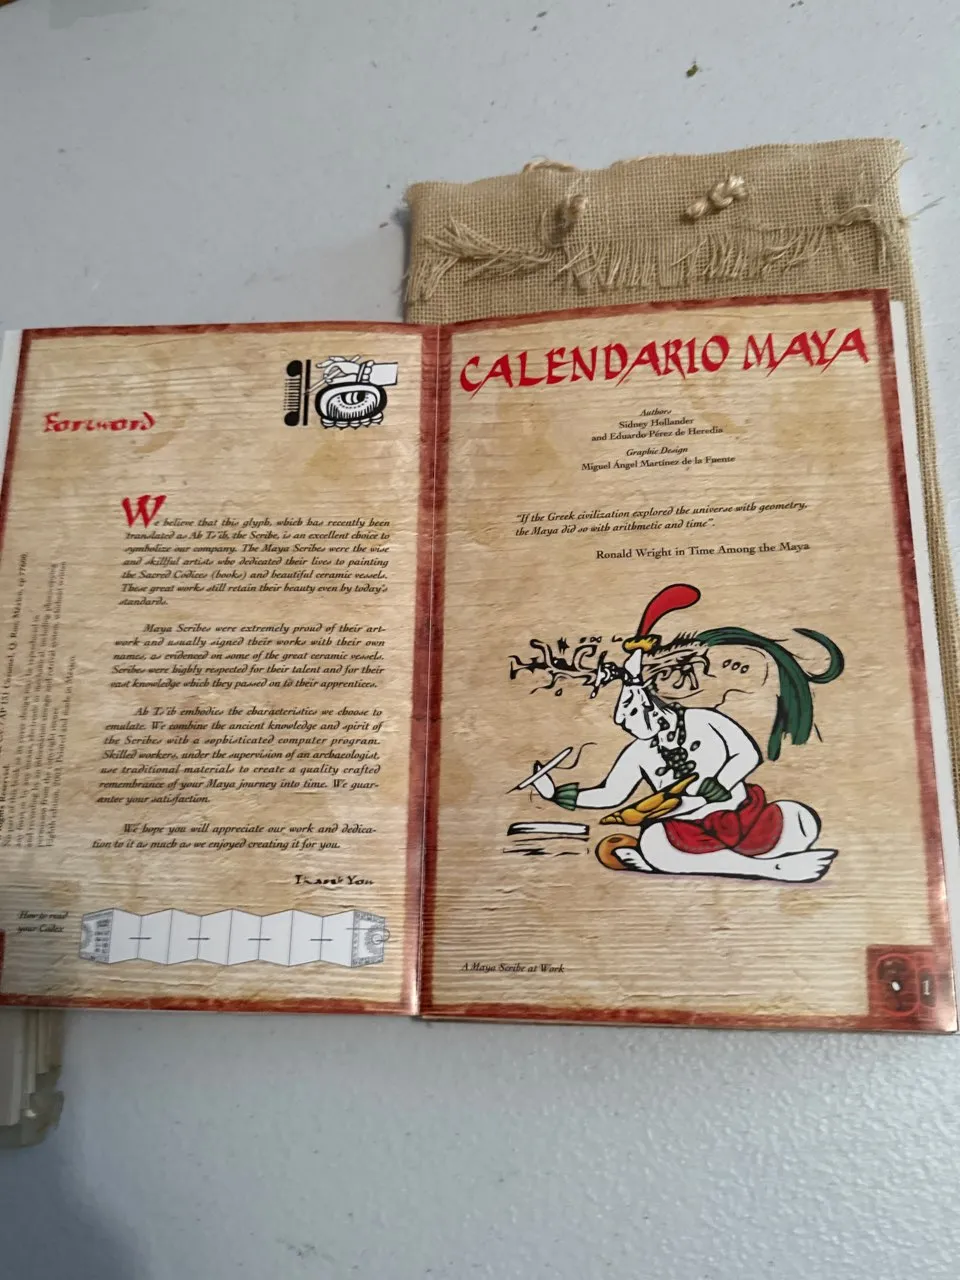 Forword
We believe that this glyph, which has recently been
translated as Ab Ts'ib, the Scribe, is an excellent choice to
symbolize our company. The Maya Scribes were the wise
and skillful artists who dedicated their lives to painting
the Sacred Codices (books) and beautiful ceramic vessels.
These great works still retain their beauty even by today's
standards.
Maya Scribes were extremely proud of their art-
work and usually signed their works with their own
names, as evidenced on some of the great ceramic vessels.
Scribes were highly respected for their talent and for their
vast knowledge which they passed on to their apprentices.
Ab Ts'ib embodies the characteristics we choose to
emulate. We combine the ancient knowledge and spirit of
the Scribes with a sophisticated computer program.
Skilled workers, under the supervision of an archaeologist,
use traditional materials to create a quality crafted
remembrance of your Maya journey into time. We guar-
antee your satisfaction.
We hope you will appreciate our work and dedica-
tion to it as much as we enjoyed creating it for you.
Thank You
How to read
your Codex
CALENDARIO MAYA
Authors
Sidney Hollander
and Eduardo Pérez de Heredia
Graphic Design
Miguel Ángel Martínez de la Fuente
"If the Greek civilization explored the universe with geometry,
the Maya did so with arithmetic and time".
Ronald Wright in Time Among the Maya
A Maya Scribe at Work
1